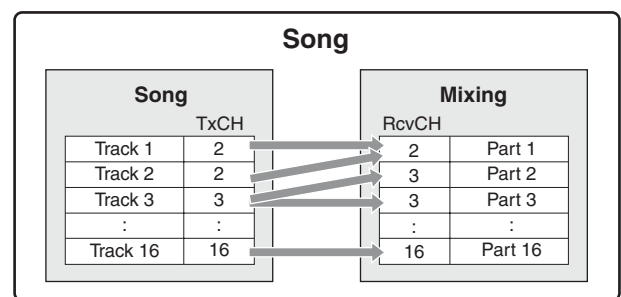 Song
Song Mixing
TxCH RcvCH
Track 1 2 2 Part 1
Track 2 2 3 Part 2
Track 3 3 3 Part 3
: : : :
Track 16 16 16 Part 16